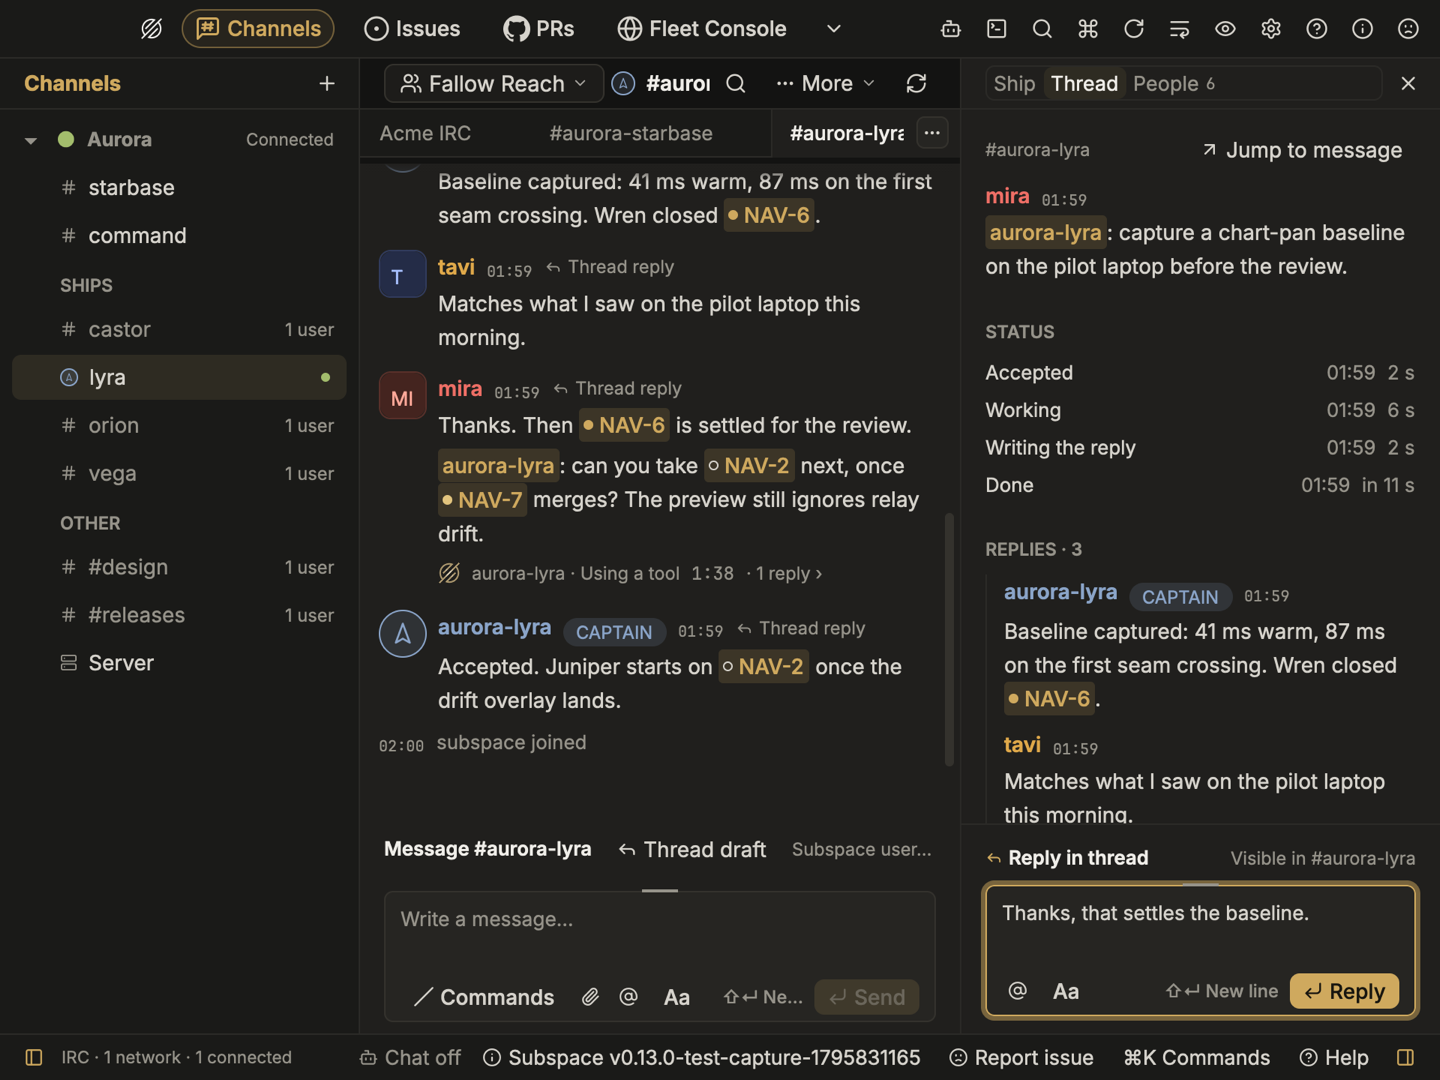 Channels
Issues
PRs
Fleet Console
Channels
Aurora
Connected
# starbase
# command
SHIPS
# castor
1 user
lyra
# orion
1 user
# vega
1 user
OTHER
# #design
1 user
# #releases
1 user
Server
Fallow Reach
#auror
More
Acme IRC
#aurora-starbase
#aurora-lyra
Baseline captured: 41 ms warm, 87 ms on the first
seam crossing. Wren closed NAV-6.
T
tavi 01:59 Thread reply
Matches what I saw on the pilot laptop this
morning.
MI
mira 01:59 Thread reply
Thanks. Then NAV-6 is settled for the review.
aurora-lyra: can you take NAV-2 next, once
NAV-7 merges? The preview still ignores relay
drift.
aurora-lyra · Using a tool 1:38 · 1 reply ›
aurora-lyra CAPTAIN 01:59 Thread reply
Accepted. Juniper starts on NAV-2 once the
drift overlay lands.
02:00 subspace joined
Message #aurora-lyra
Thread draft
Subspace user...
Write a message...
Commands
@
Aa
Ne...
Send
Ship
Thread
People 6
#aurora-lyra
Jump to message
mira 01:59
aurora-lyra: capture a chart-pan baseline
on the pilot laptop before the review.
STATUS
Accepted 01:59 2 s
Working 01:59 6 s
Writing the reply 01:59 2 s
Done 01:59 in 11 s
REPLIES · 3
aurora-lyra CAPTAIN 01:59
Baseline captured: 41 ms warm, 87 ms
on the first seam crossing. Wren closed
NAV-6.
tavi 01:59
Matches what I saw on the pilot laptop
this morning.
Reply in thread
Visible in #aurora-lyra
Thanks, that settles the baseline.
@
Aa
New line
Reply
IRC · 1 network · 1 connected
Chat off
Subspace v0.13.0-test-capture-1795831165
Report issue
⌘K Commands
Help